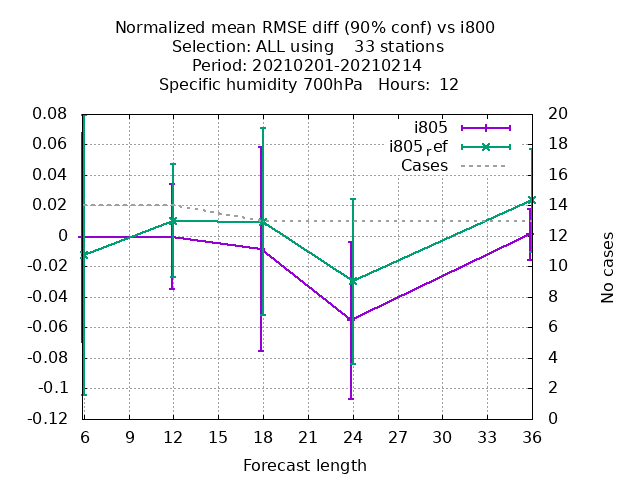 Normalized mean RMSE diff (90% conf) vs i800
Selection: ALL using    33 stations
Period: 20210201-20210214
Specific humidity 700hPa   Hours:  12
i805
i805ref
Cases
0.08
0.06
0.04
0.02
0
-0.02
-0.04
-0.06
-0.08
-0.1
-0.12
20
18
16
14
12
10
8
6
4
2
0
No cases
6 9 12 15 18 21 24 27 30 33 36
Forecast length